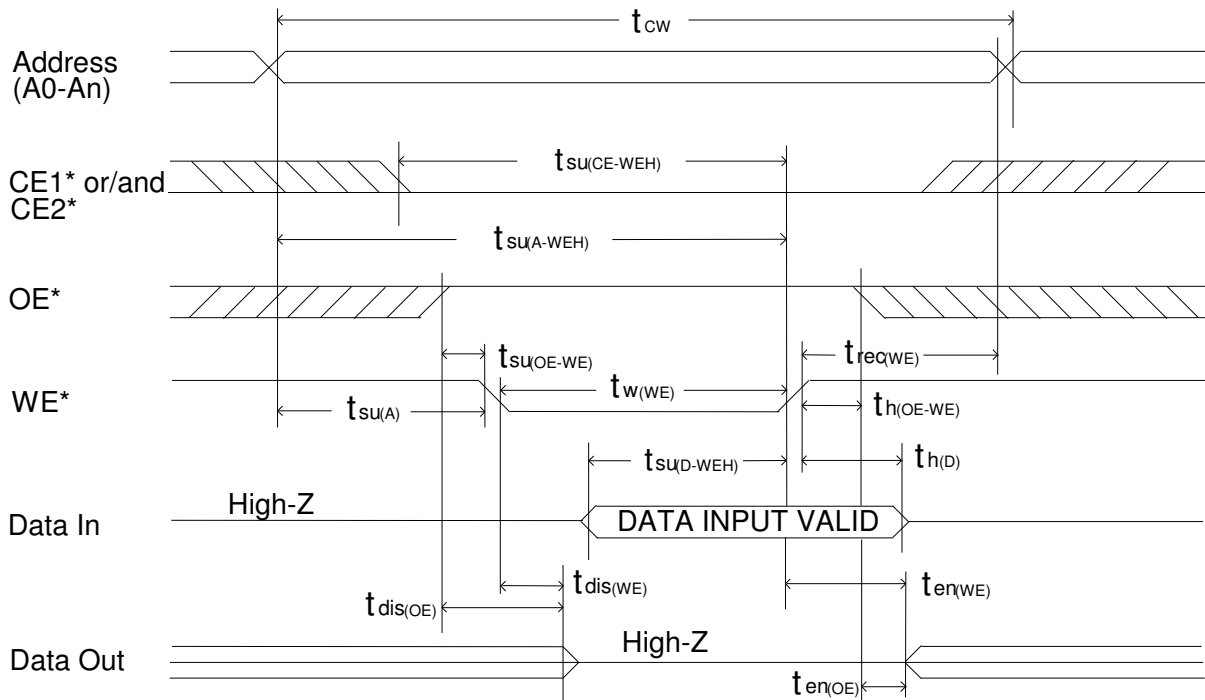 tCW
Address
(A0-An)
tsu(CE-WEH)
CE1* or/and
CE2*
tsu(A-WEH)
OE*
tsu(OE-WE)
trec(WE)
WE*
tw(WE)
tsu(A)
th(OE-WE)
tsu(D-WEH)
th(D)
High-Z
Data In
DATA INPUT VALID
tdis(WE)
ten(WE)
tdis(OE)
High-Z
Data Out
ten(OE)